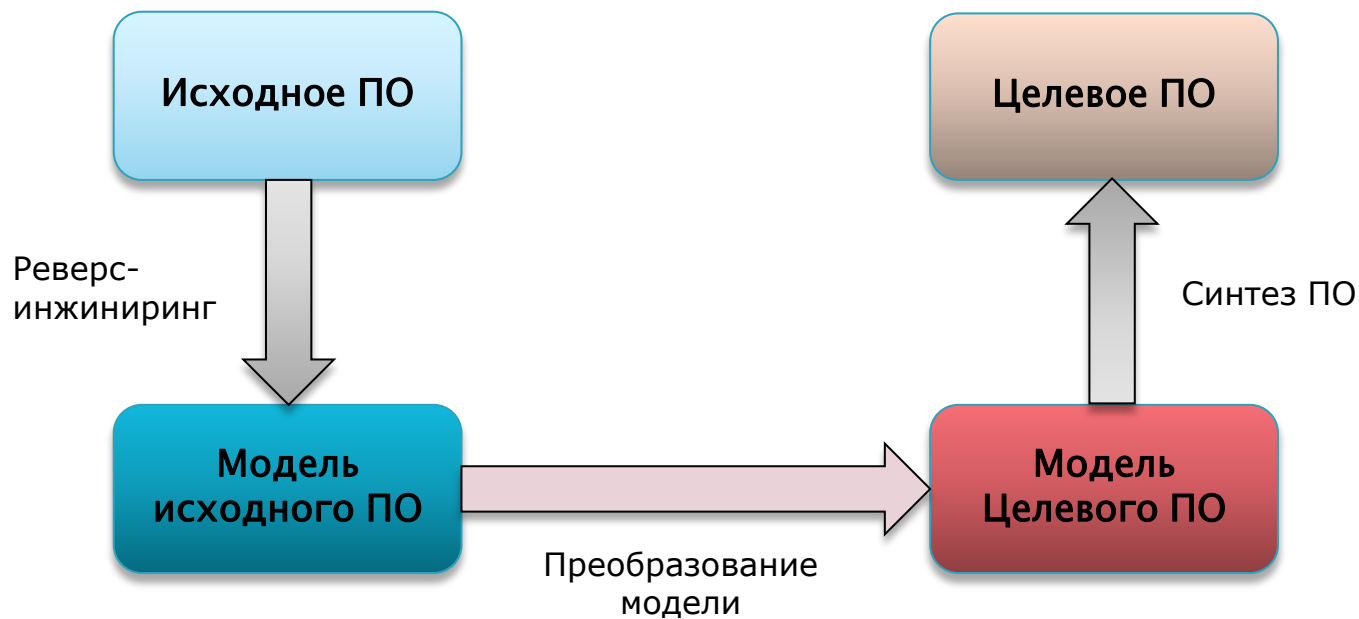 Исходное ПО
Целевое ПО
Реверс-
инжиниринг
Синтез ПО
Модель
исходного ПО
Модель
Целевого ПО
Преобразование
модели